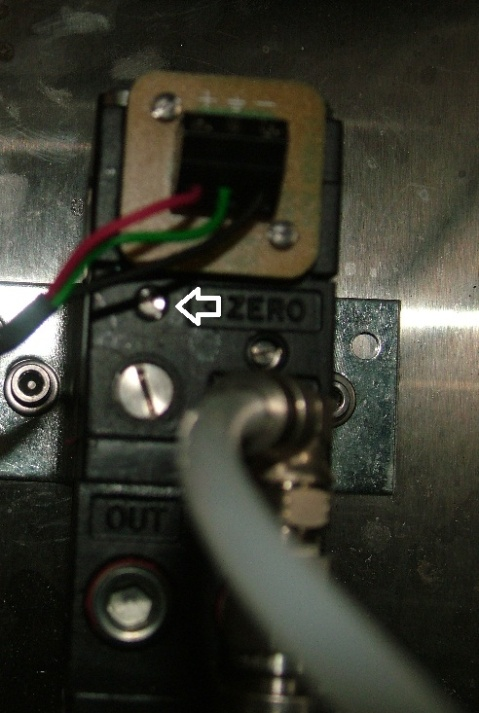 + ⏚ −
ZERO
OUT